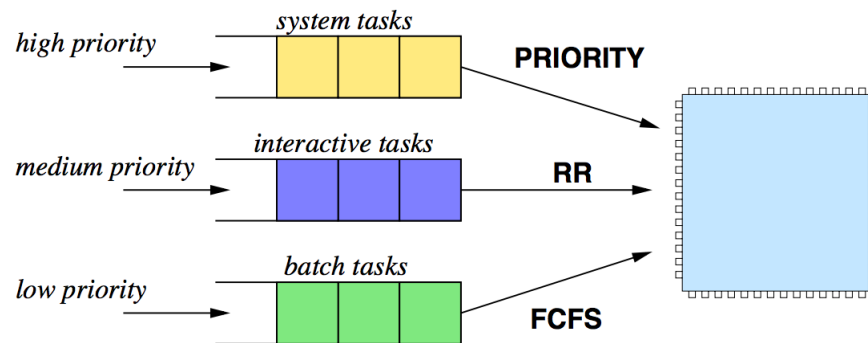 system tasks
high priority
PRIORITY
interactive tasks
medium priority
RR
batch tasks
low priority
FCFS